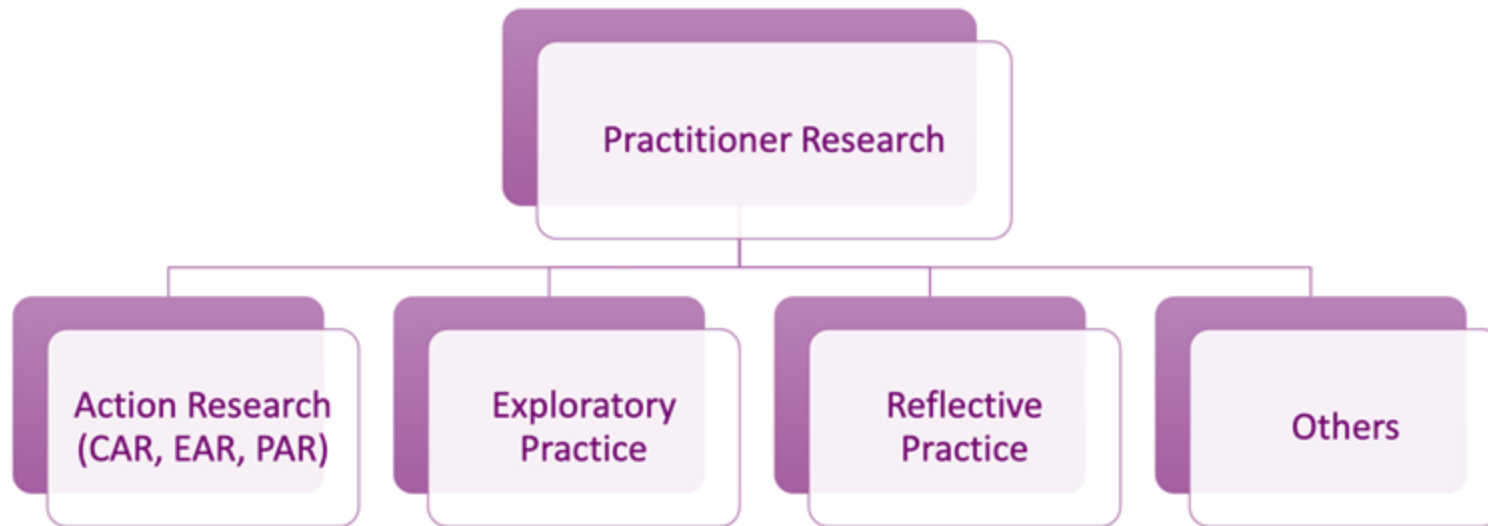 Practitioner Research
Action Research
(CAR, EAR, PAR)
Exploratory
Practice
Reflective
Practice
Others